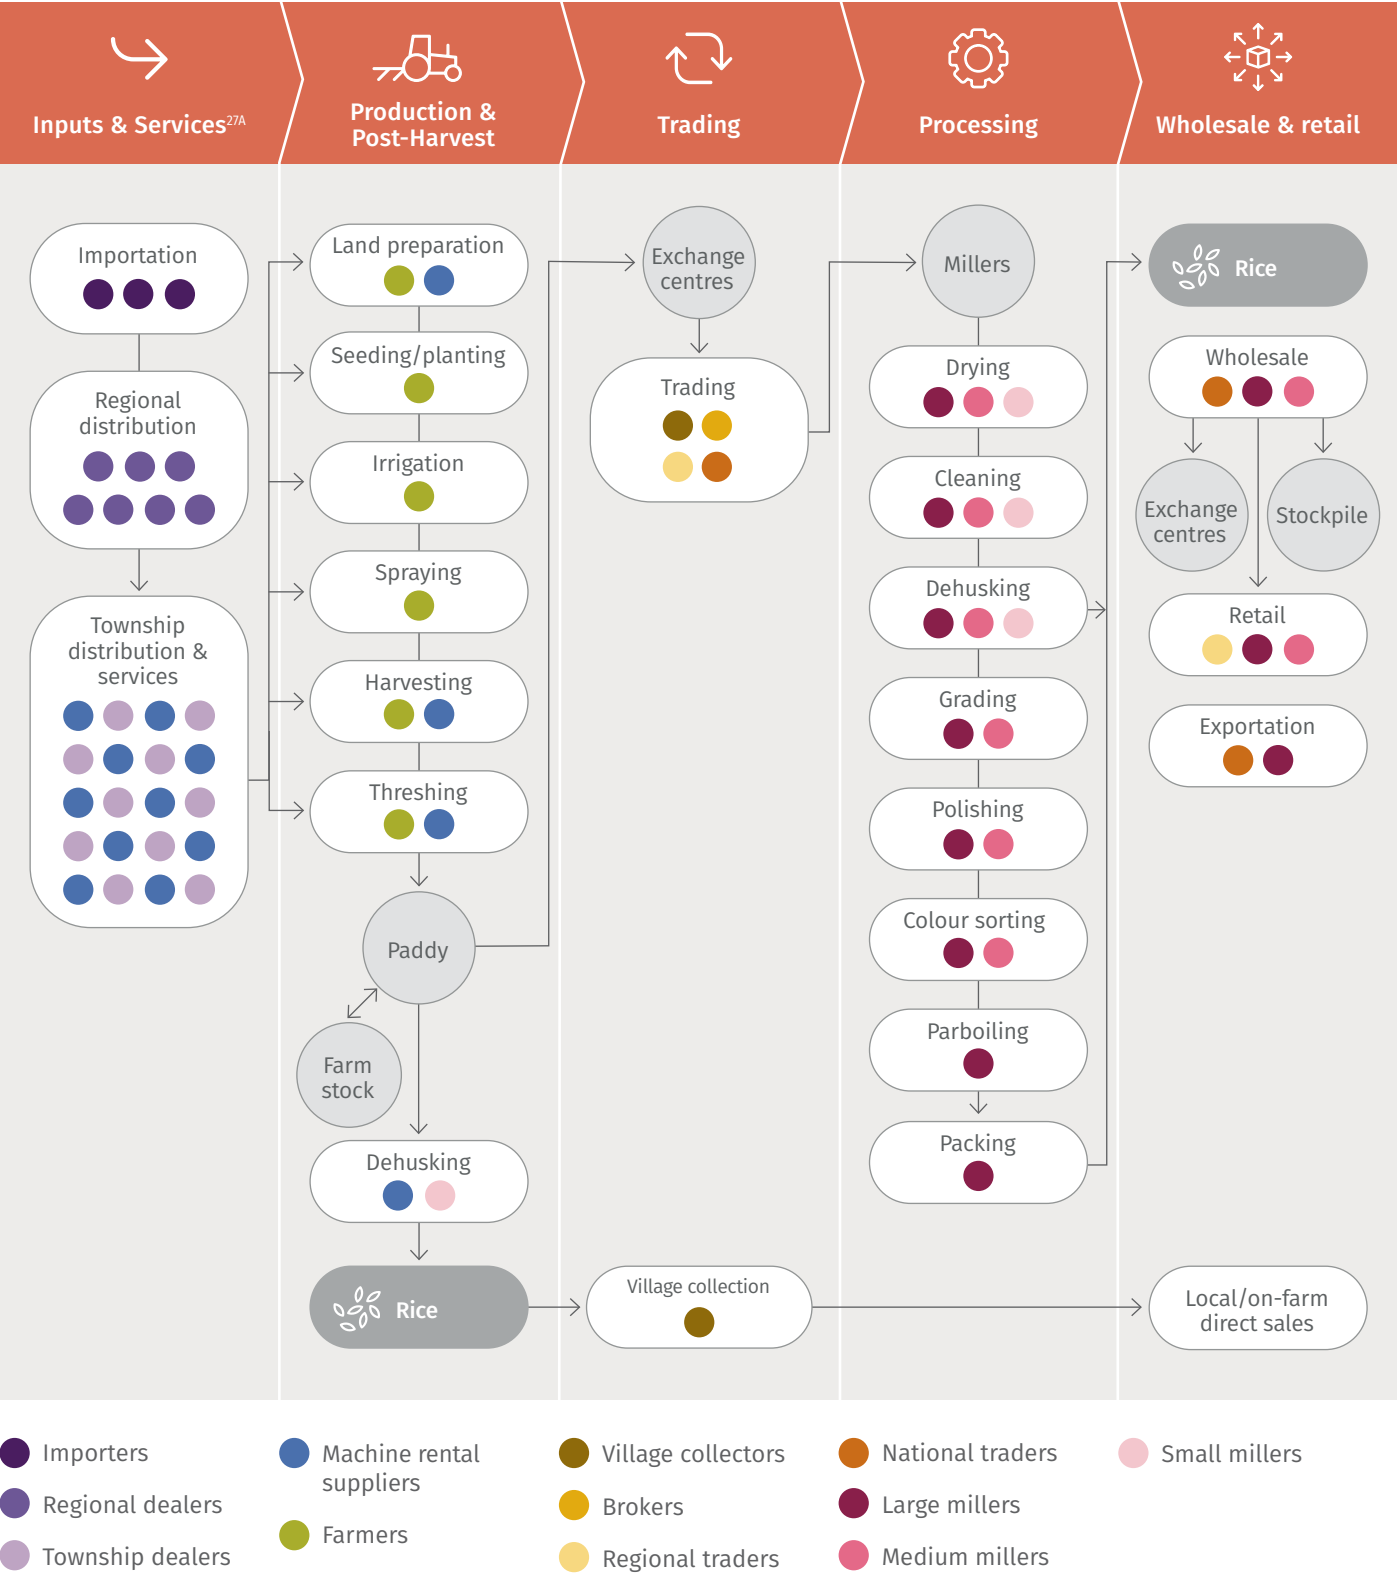 Inputs & Services27A
Production &
Post-Harvest
Trading
Processing
Wholesale & retail
Importation
Regional
distribution
Township
distribution &
services
Land preparation
Seeding/planting
Irrigation
Spraying
Harvesting
Threshing
Paddy
Farm
stock
Dehusking
Rice
Exchange
centres
Trading
Village collection
Millers
Drying
Cleaning
Dehusking
Grading
Polishing
Colour sorting
Parboiling
Packing
Rice
Wholesale
Exchange
centres
Stockpile
Retail
Exportation
Local/on-farm
direct sales
Importers
Regional dealers
Township dealers
Machine rental
suppliers
Farmers
Village collectors
Brokers
Regional traders
National traders
Large millers
Medium millers
Small millers